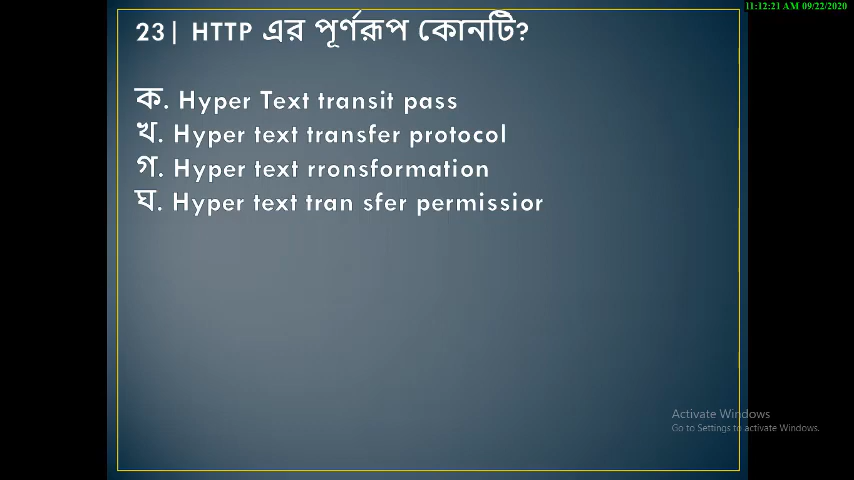 11:12:21 AM 09/22/2020
23| HTTP এর পূর্ণরূপ কোনটি?
ক. Hyper Text transit pass
খ. Hyper text transfer protocol
গ. Hyper text rronsformation
ঘ. Hyper text tran sfer permissior
Activate Windows
Go to Settings to activate Windows.